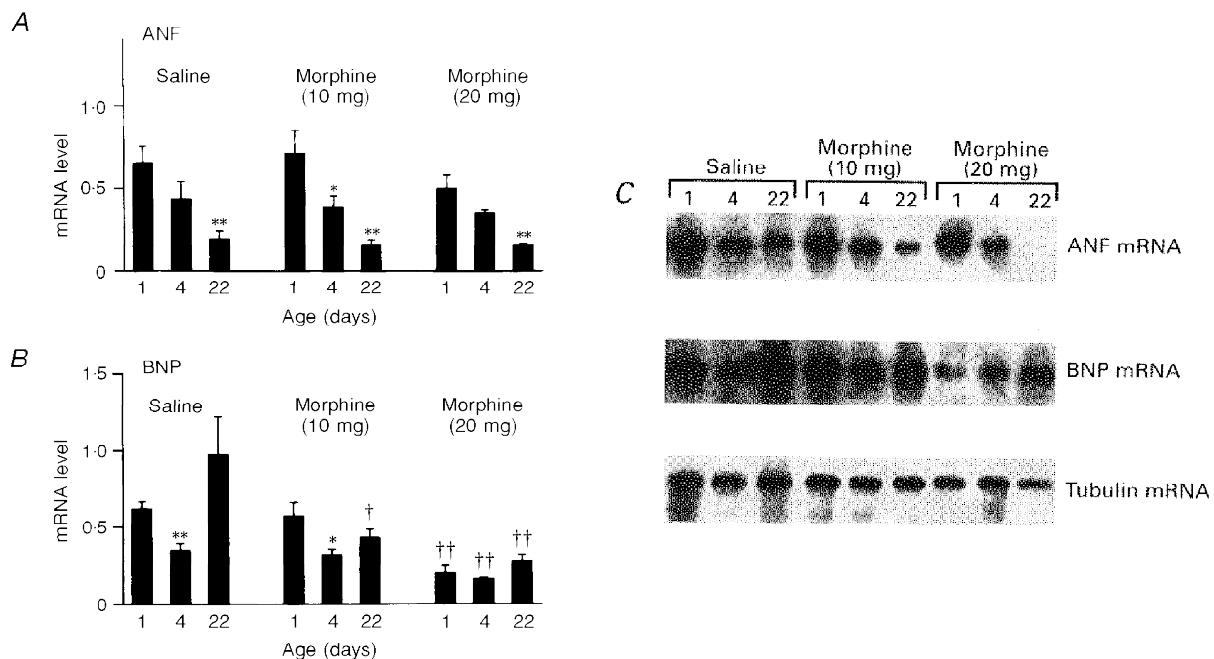 A
ANF
Saline
Morphine
(10 mg)
Morphine
(20 mg)
mRNA level
1·0
0·5
0
**
*
**
**
1 4 22 1 4 22 1 4 22
Age (days)
B
BNP
Saline
Morphine
(10 mg)
Morphine
(20 mg)
mRNA level
1·5
1·0
0·5
0
**
*
†
††
††
††
1 4 22 1 4 22 1 4 22
Age (days)
C
Saline
Morphine
(10 mg)
Morphine
(20 mg)
1 4 22 1 4 22 1 4 22
ANF mRNA
BNP mRNA
Tubulin mRNA